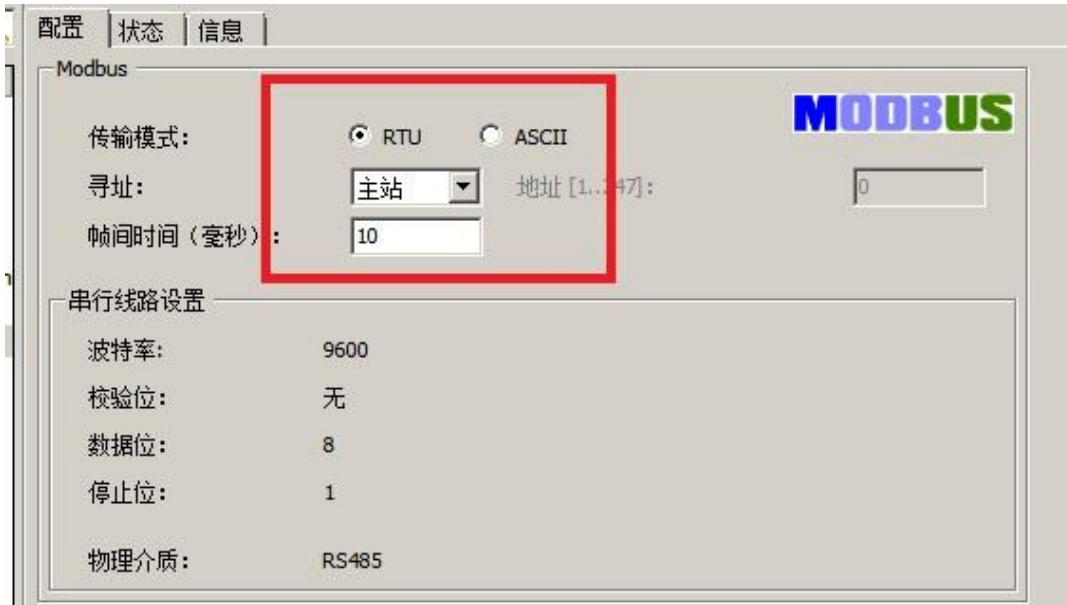 配置 状态 信息
Modbus
MODBUS
传输模式: RTU ASCII
寻址: 主站 地址 [1..247]: 0
帧间时间（毫秒）: 10
串行线路设置
波特率: 9600
校验位: 无
数据位: 8
停止位: 1
物理介质: RS485